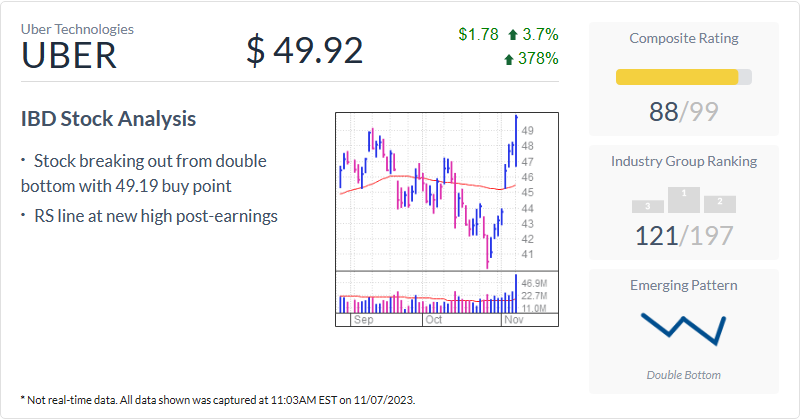 Uber Technologies
UBER
$ 49.92
$1.78 3.7%
378%
IBD Stock Analysis
• Stock breaking out from double
bottom with 49.19 buy point
• RS line at new high post-earnings
49
48
47
46
45
44
43
42
41
46.9M
22.7M
11.0M
Sep Oct Nov
Composite Rating
88/99
Industry Group Ranking
3 1 2
121/197
Emerging Pattern
Double Bottom
* Not real-time data. All data shown was captured at 11:03AM EST on 11/07/2023.